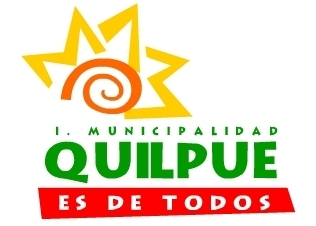 I. MUNICIPALIDAD
QUILPUE
ES DE TODOS